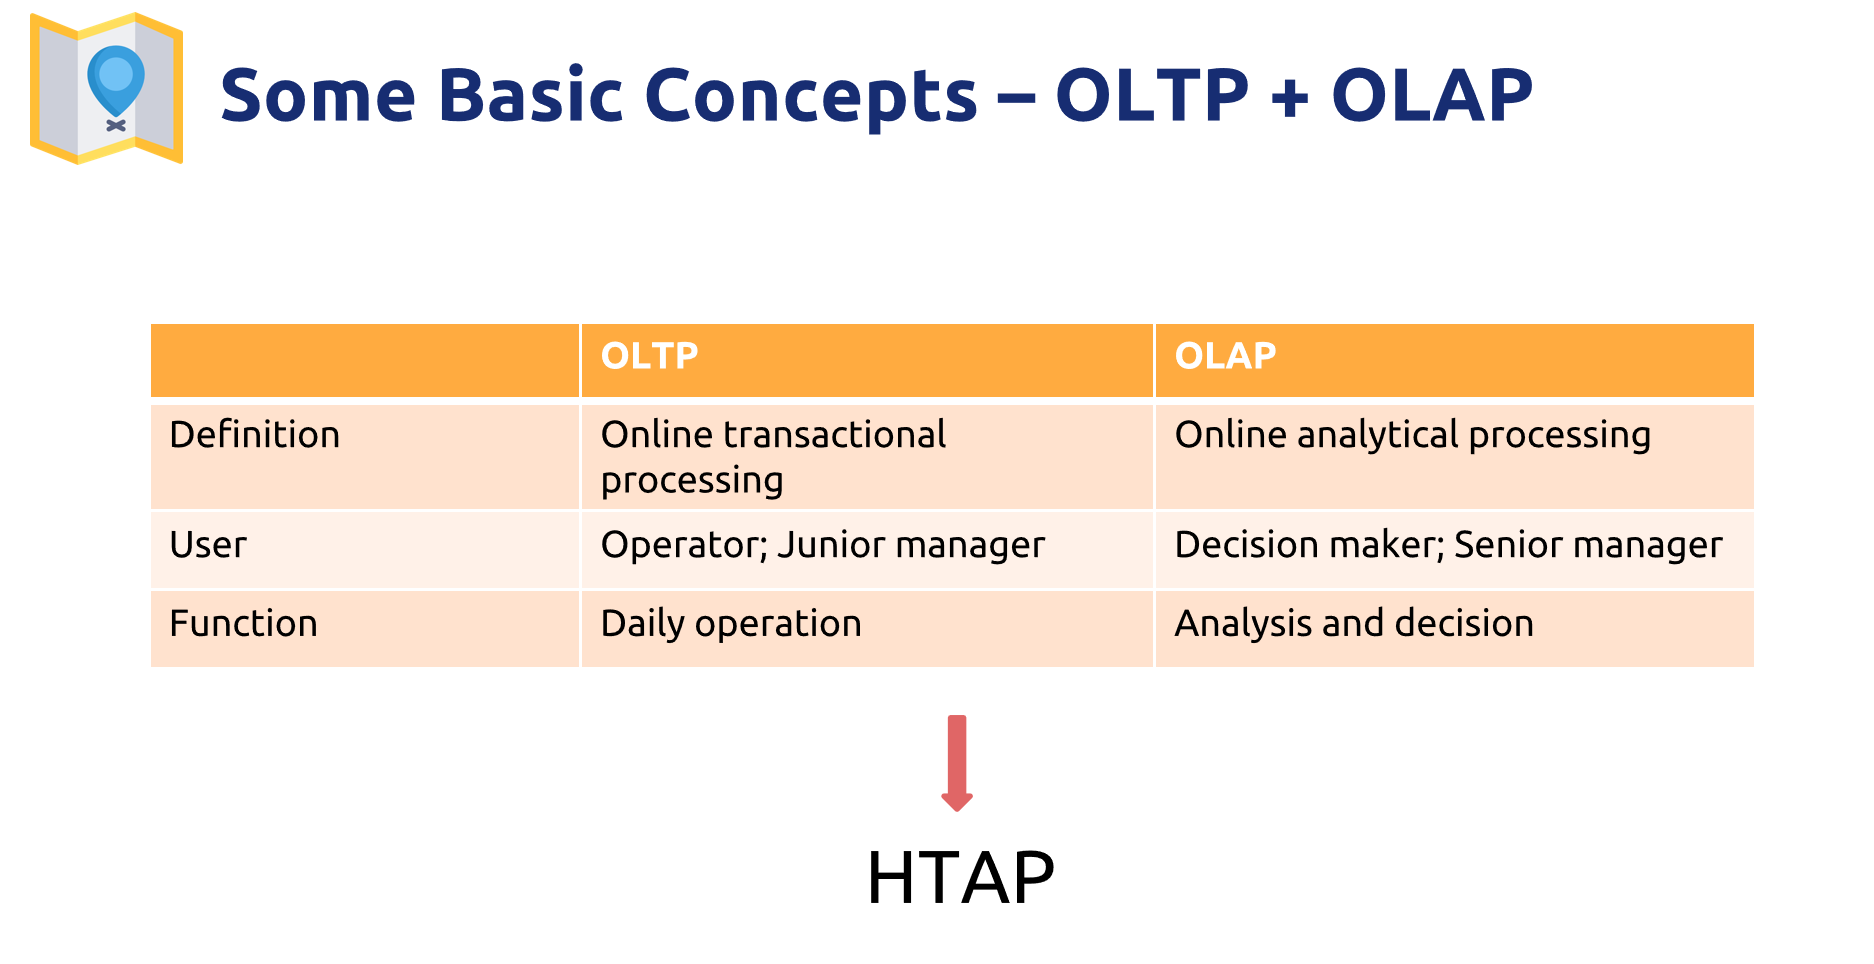 Some Basic Concepts – OLTP + OLAP
OLTP
OLAP
Definition
Online transactional
processing
Online analytical processing
User
Operator; Junior manager
Decision maker; Senior manager
Function
Daily operation
Analysis and decision
HTAP